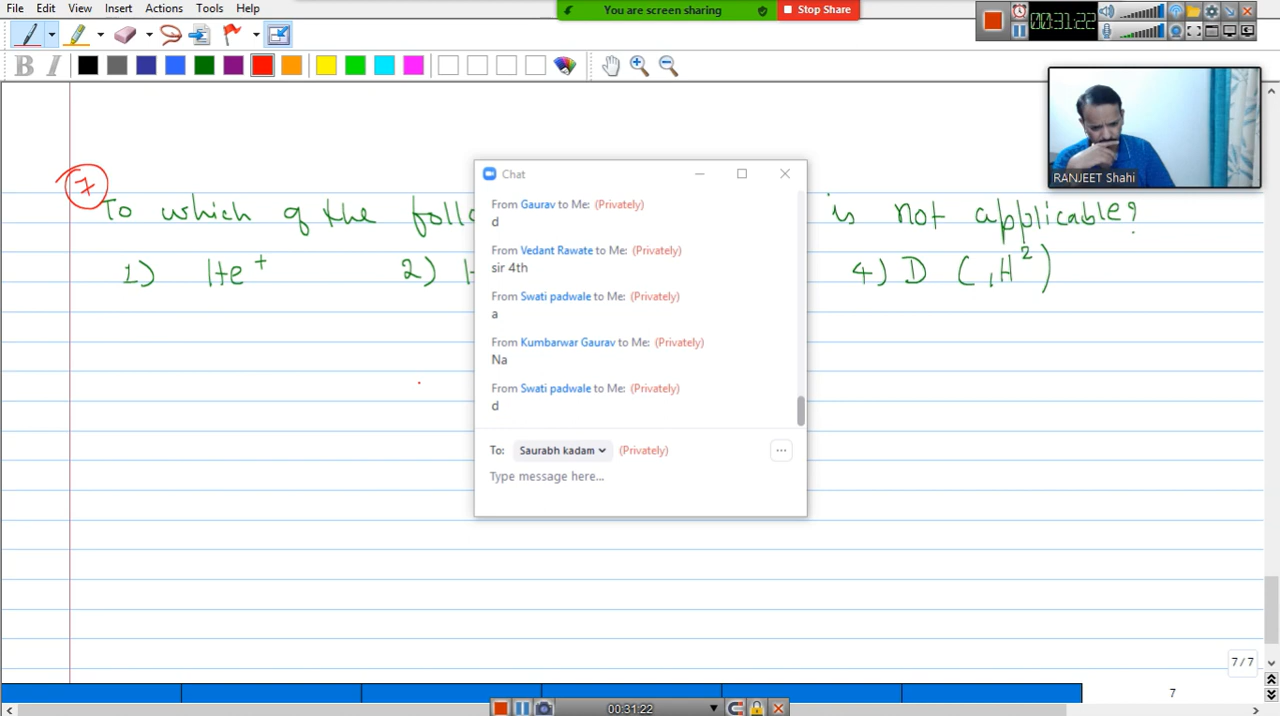 File Edit View Insert Actions Tools Help
You are screen sharing Stop Share
00:31:22
B I
RANJEET Shahi
Chat
7 To which of the is not applicable?
1) He+ 2) 4) D (1H2)
From Gaurav to Me: (Privately)
d
From Vedant Rawate to Me: (Privately)
sir 4th
From Swati padwale to Me: (Privately)
a
From Kumbarwar Gaurav to Me: (Privately)
Na
From Swati padwale to Me: (Privately)
d
To: Saurabh kadam (Privately)
Type message here...
7 / 7
7
00:31:22